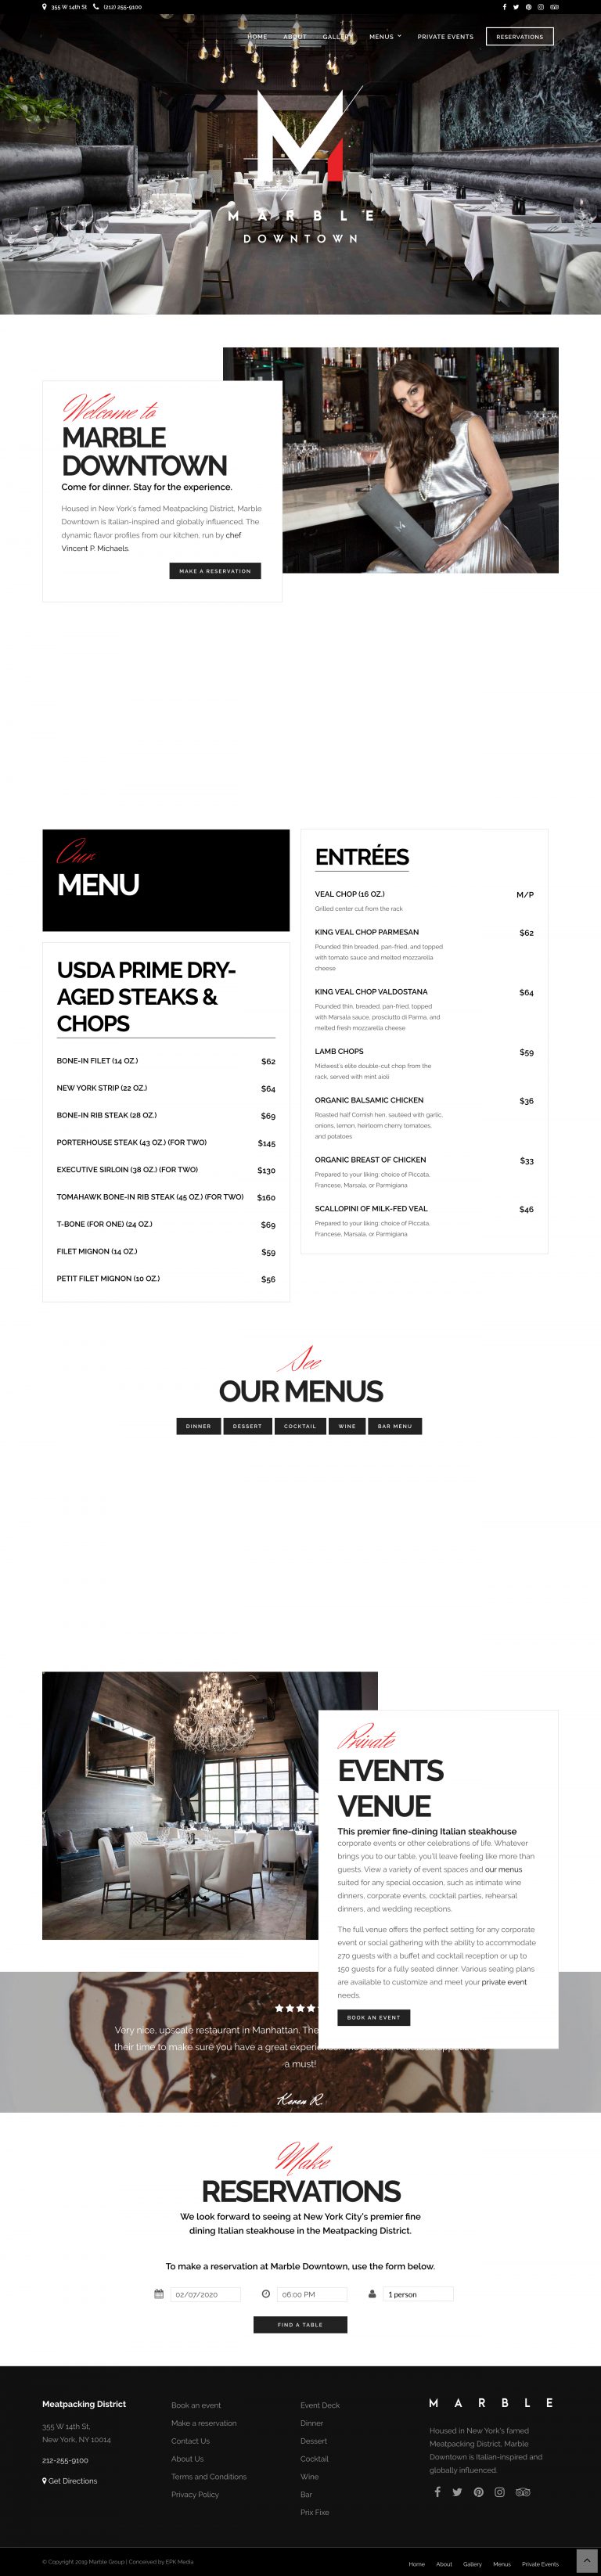 355 W 14th St (212) 255-9100
HOME ABOUT GALLERY MENUS PRIVATE EVENTS RESERVATIONS
M A R B L E
D O W N T O W N
Welcome to
MARBLE
DOWNTOWN
Come for dinner. Stay for the experience.
Housed in New York's famed Meatpacking District, Marble
Downtown is Italian-inspired and globally influenced. The
dynamic flavor profiles from our kitchen, run by chef
Vincent P. Michaels.
MAKE A RESERVATION
Our
MENU
USDA PRIME DRY-
AGED STEAKS &
CHOPS
BONE-IN FILET (14 OZ.) $62
NEW YORK STRIP (22 OZ.) $64
BONE-IN RIB STEAK (28 OZ.) $69
PORTERHOUSE STEAK (43 OZ.) (FOR TWO) $145
EXECUTIVE SIRLOIN (38 OZ.) (FOR TWO) $130
TOMAHAWK BONE-IN RIB STEAK (45 OZ.) (FOR TWO) $160
T-BONE (FOR ONE) (24 OZ.) $69
FILET MIGNON (14 OZ.) $59
PETIT FILET MIGNON (10 OZ.) $56
ENTRÉES
VEAL CHOP (16 OZ.) M/P
Grilled center cut from the rack
KING VEAL CHOP PARMESAN $62
Pounded thin breaded, pan-fried, and topped
with tomato sauce and melted mozzarella
cheese
KING VEAL CHOP VALDOSTANA $64
Pounded thin, breaded, pan-fried, topped
with Marsala sauce, prosciutto di Parma, and
melted fresh mozzarella cheese
LAMB CHOPS $59
Midwest's elite double-cut chop from the
rack, served with mint aioli
ORGANIC BALSAMIC CHICKEN $36
Roasted half Cornish hen, sautéed with garlic,
onions, lemon, heirloom cherry tomatoes,
and potatoes
ORGANIC BREAST OF CHICKEN $33
Prepared to your liking: choice of Piccata,
Francese, Marsala, or Parmigiana
SCALLOPINI OF MILK-FED VEAL $46
Prepared to your liking: choice of Piccata,
Francese, Marsala, or Parmigiana
See
OUR MENUS
DINNER DESSERT COCKTAIL WINE BAR MENU
Private
EVENTS
VENUE
This premier fine-dining Italian steakhouse
corporate events or other celebrations of life. Whatever
brings you to our table, you'll leave feeling like more than
guests. View a variety of event spaces and our menus
suited for any special occasion, such as intimate wine
dinners, corporate events, cocktail parties, rehearsal
dinners, and wedding receptions.
The full venue offers the perfect setting for any corporate
event or social gathering with the ability to accommodate
270 guests with a buffet and cocktail reception or up to
150 guests for a fully seated dinner. Various seating plans
are available to customize and meet your private event
needs.
BOOK AN EVENT
Very nice, upscale restaurant in Manhattan. The
their time to make sure you have a great
a must!
Keren R.
Make
RESERVATIONS
We look forward to seeing at New York City's premier fine
dining Italian steakhouse in the Meatpacking District.
To make a reservation at Marble Downtown, use the form below.
02/07/2020 06:00 PM 1 person
FIND A TABLE
Meatpacking District
355 W 14th St,
New York, NY 10014
212-255-9100
Get Directions
Book an event
Make a reservation
Contact Us
About Us
Terms and Conditions
Privacy Policy
Event Deck
Dinner
Dessert
Cocktail
Wine
Bar
Prix Fixe
M A R B L E
Housed in New York's famed
Meatpacking District, Marble
Downtown is Italian-inspired and
globally influenced.
© Copyright 2019 Marble Group | Conceived by EPK Media
Home About Gallery Menus Private Events